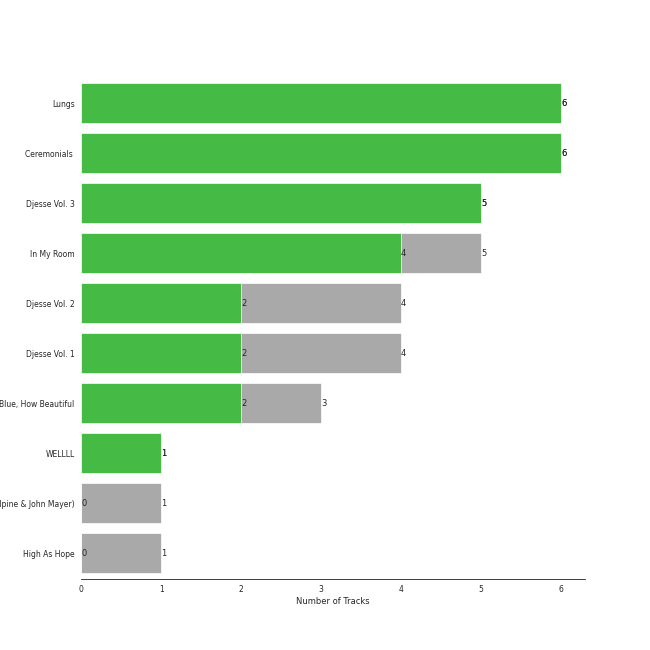 Lungs 6
Ceremonials 6
Djesse Vol. 3 5
In My Room 4 5
Djesse Vol. 2 2 4
Djesse Vol. 1 2 4
Blue, How Beautiful 2 3
WELLLL 1
& John Mayer) 0 1
High As Hope 0 1
0 1 2 3 4 5 6
Number of Tracks